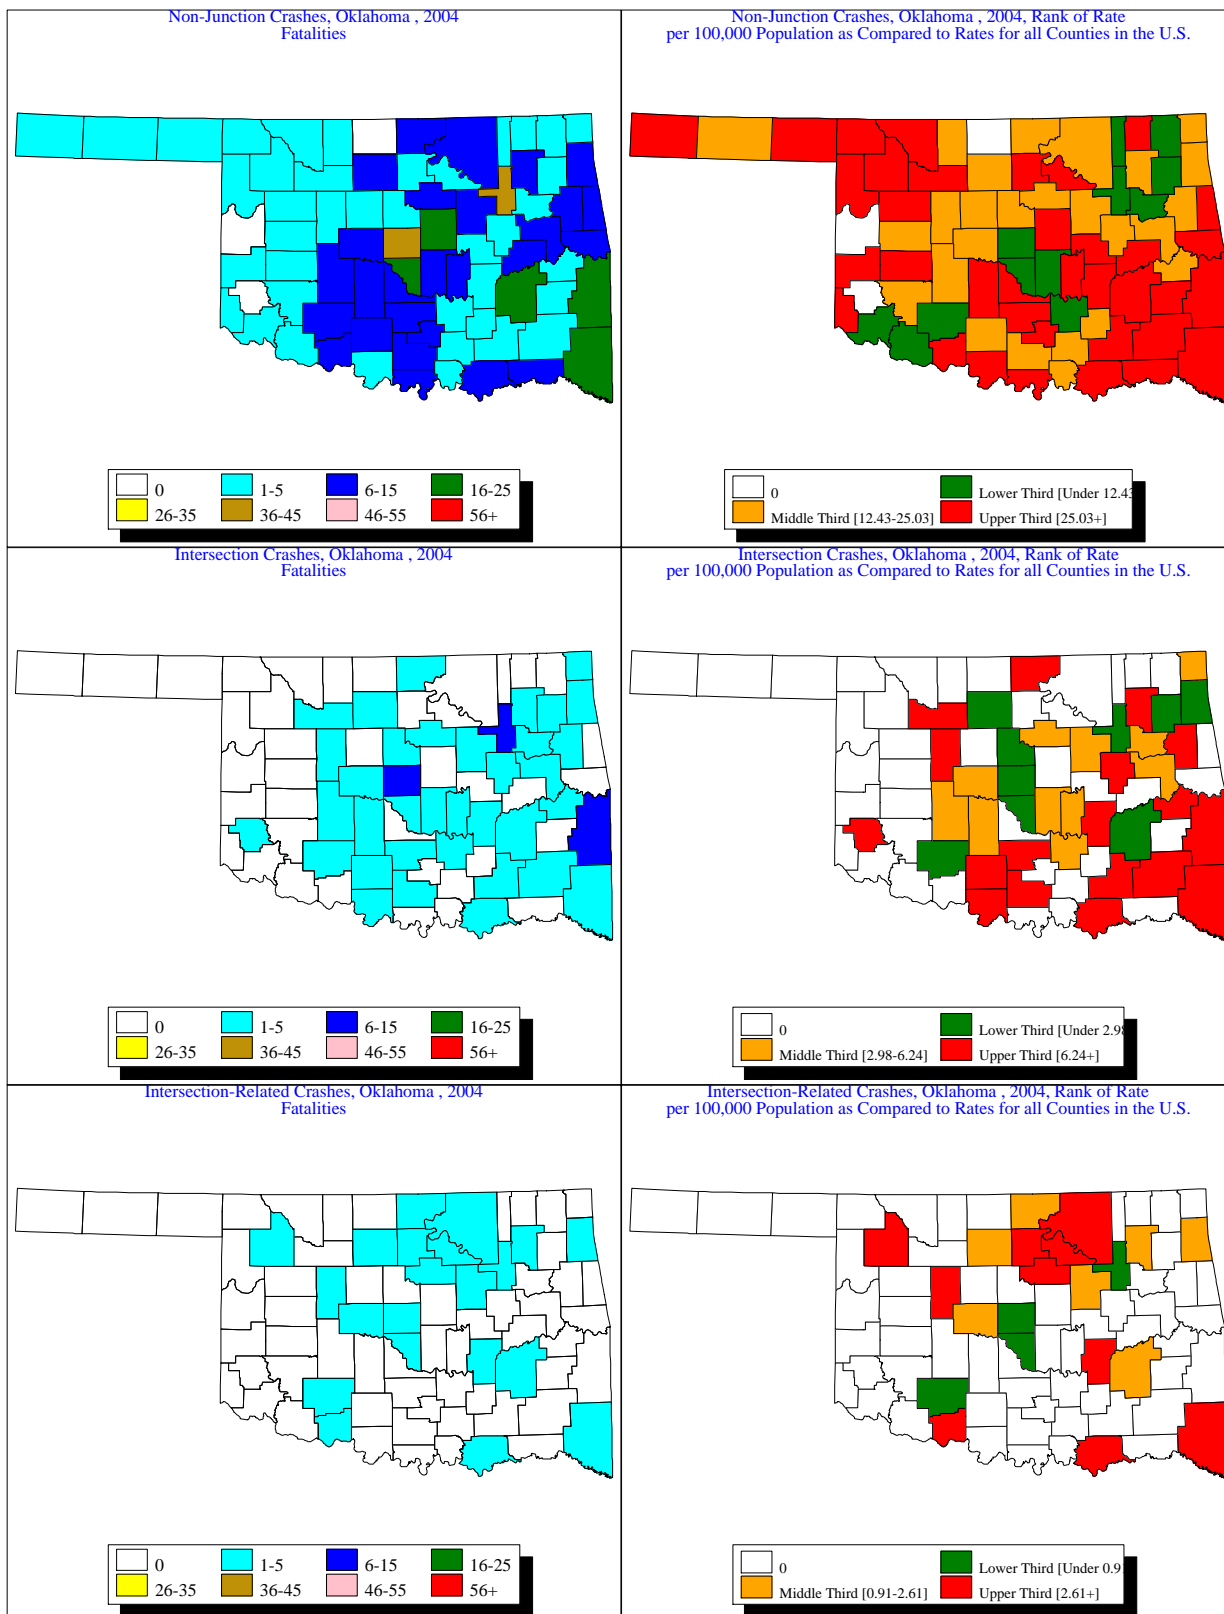 Non-Junction Crashes, Oklahoma , 2004
Fatalities
0
1-5
6-15
16-25
26-35
36-45
46-55
56+
Non-Junction Crashes, Oklahoma , 2004, Rank of Rate
per 100,000 Population as Compared to Rates for all Counties in the U.S.
0
Lower Third [Under 12.43
Middle Third [12.43-25.03]
Upper Third [25.03+]
Intersection Crashes, Oklahoma , 2004
Fatalities
0
1-5
6-15
16-25
26-35
36-45
46-55
56+
Intersection Crashes, Oklahoma , 2004, Rank of Rate
per 100,000 Population as Compared to Rates for all Counties in the U.S.
0
Lower Third [Under 2.98
Middle Third [2.98-6.24]
Upper Third [6.24+]
Intersection-Related Crashes, Oklahoma , 2004
Fatalities
0
1-5
6-15
16-25
26-35
36-45
46-55
56+
Intersection-Related Crashes, Oklahoma , 2004, Rank of Rate
per 100,000 Population as Compared to Rates for all Counties in the U.S.
0
Lower Third [Under 0.9
Middle Third [0.91-2.61]
Upper Third [2.61+]